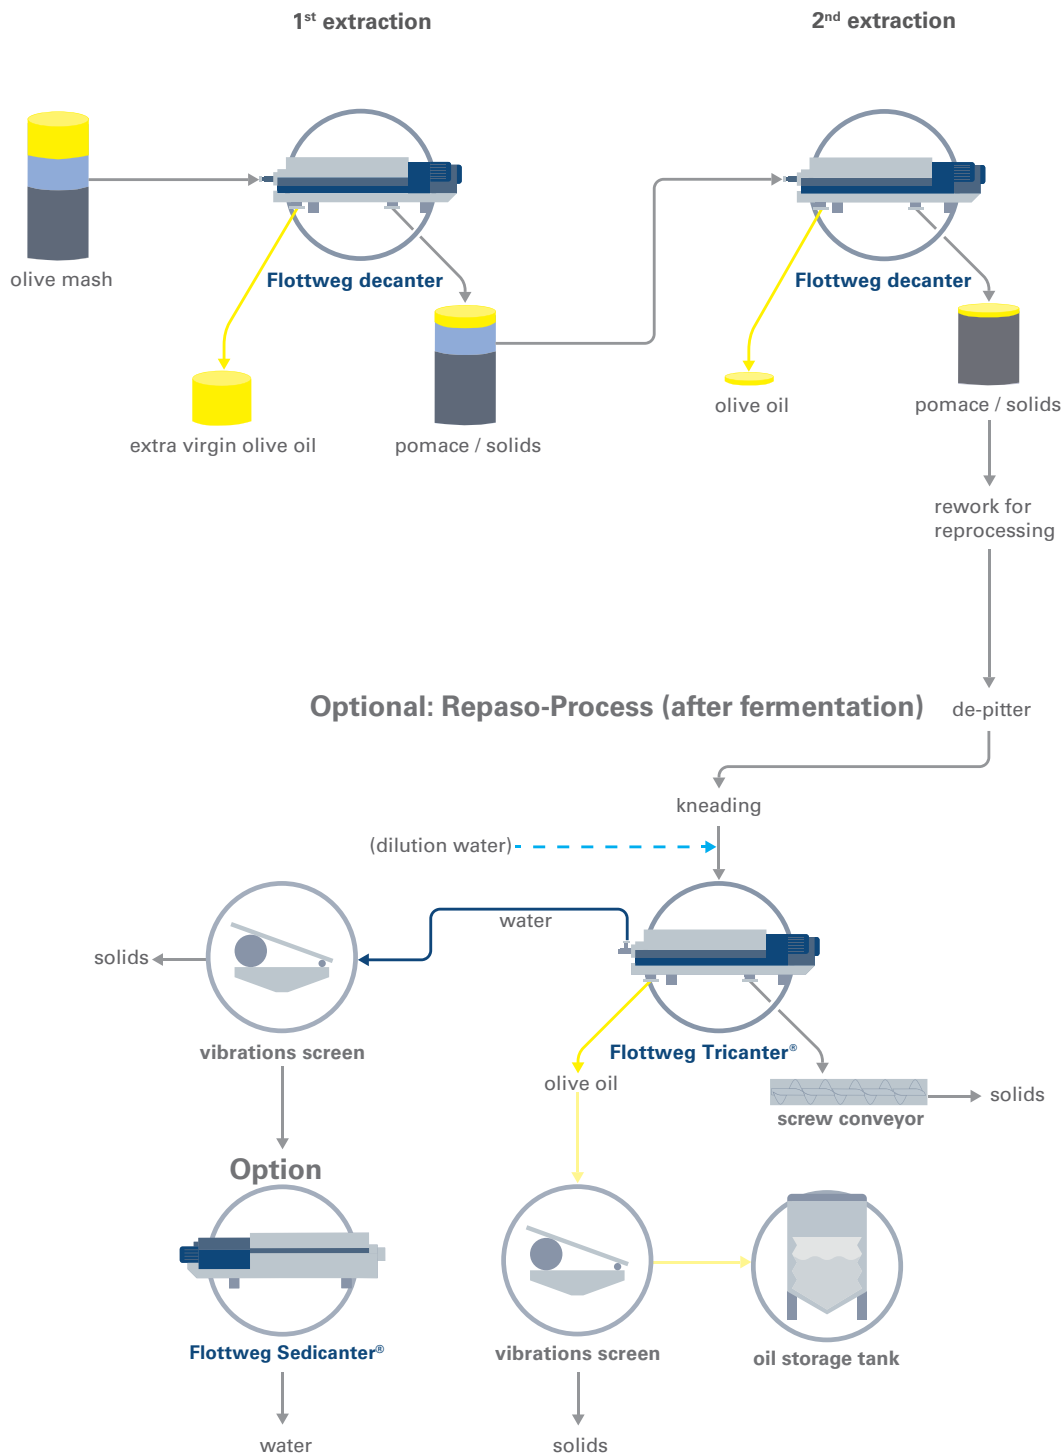 1st extraction
2nd extraction
olive mash
Flottweg decanter
Flottweg decanter
extra virgin olive oil
pomace / solids
olive oil
pomace / solids
rework for
reprocessing
Optional: Repaso-Process (after fermentation)
de-pitter
kneading
(dilution water)
water
solids
vibrations screen
Flottweg Tricanter®
olive oil
solids
screw conveyor
Option
Flottweg Sedicanter®
vibrations screen
oil storage tank
water
solids